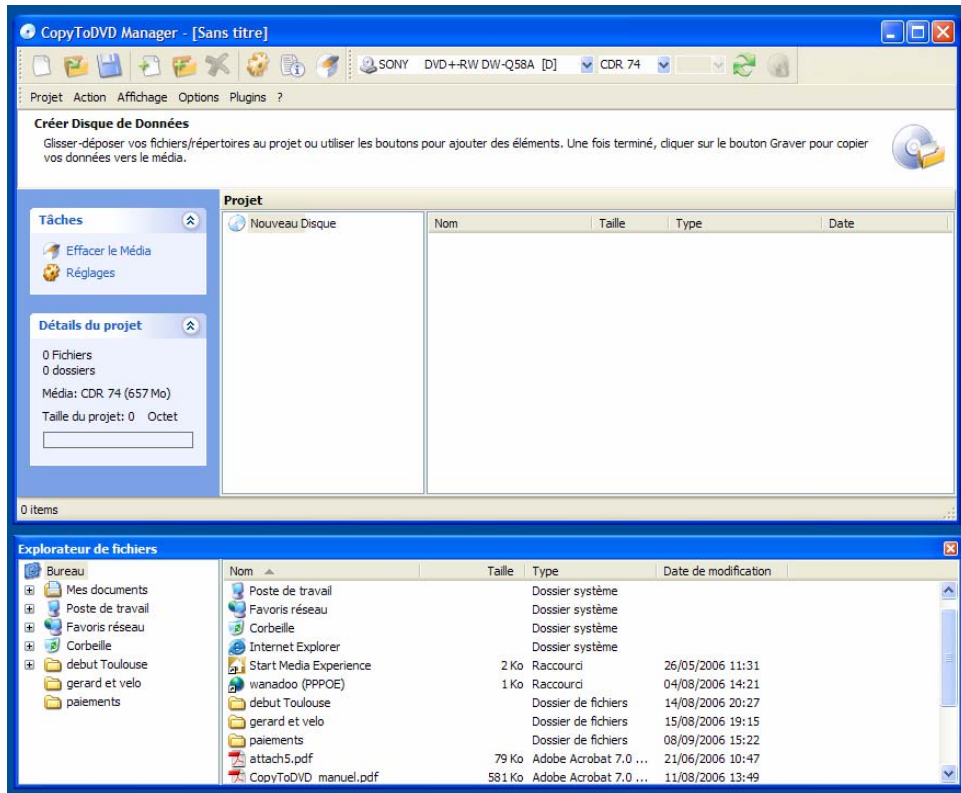 CopyToDVD Manager - [Sans titre]
SONY DVD+-RW DW-Q58A [D] CDR 74
Projet Action Affichage Options Plugins ?
Créer Disque de Données
Glisser-déposer vos fichiers/répertoires au projet ou utiliser les boutons pour ajouter des éléments. Une fois terminé, cliquer sur le bouton Graver pour copier
vos données vers le média.
Tâches
Effacer le Média
Réglages
Détails du projet
0 Fichiers
0 dossiers
Média: CDR 74 (657 Mo)
Taille du projet: 0 Octet
Projet
Nouveau Disque
Nom Taille Type Date
0 items
Explorateur de fichiers
Bureau
Mes documents
Poste de travail
Favoris réseau
Corbeille
debut Toulouse
gerard et velo
paiements
Nom Taille Type Date de modification
Poste de travail Dossier système
Favoris réseau Dossier système
Corbeille Dossier système
Internet Explorer Dossier système
Start Media Experience 2 Ko Raccourci 26/05/2006 11:31
wanadoo (PPPOE) 1 Ko Raccourci 04/08/2006 14:21
debut Toulouse Dossier de fichiers 14/08/2006 20:27
gerard et velo Dossier de fichiers 15/08/2006 19:15
paiements Dossier de fichiers 08/09/2006 15:22
attach5.pdf 79 Ko Adobe Acrobat 7.0 ... 21/06/2006 10:47
CopyToDVD_manuel.pdf 581 Ko Adobe Acrobat 7.0 ... 11/08/2006 13:49